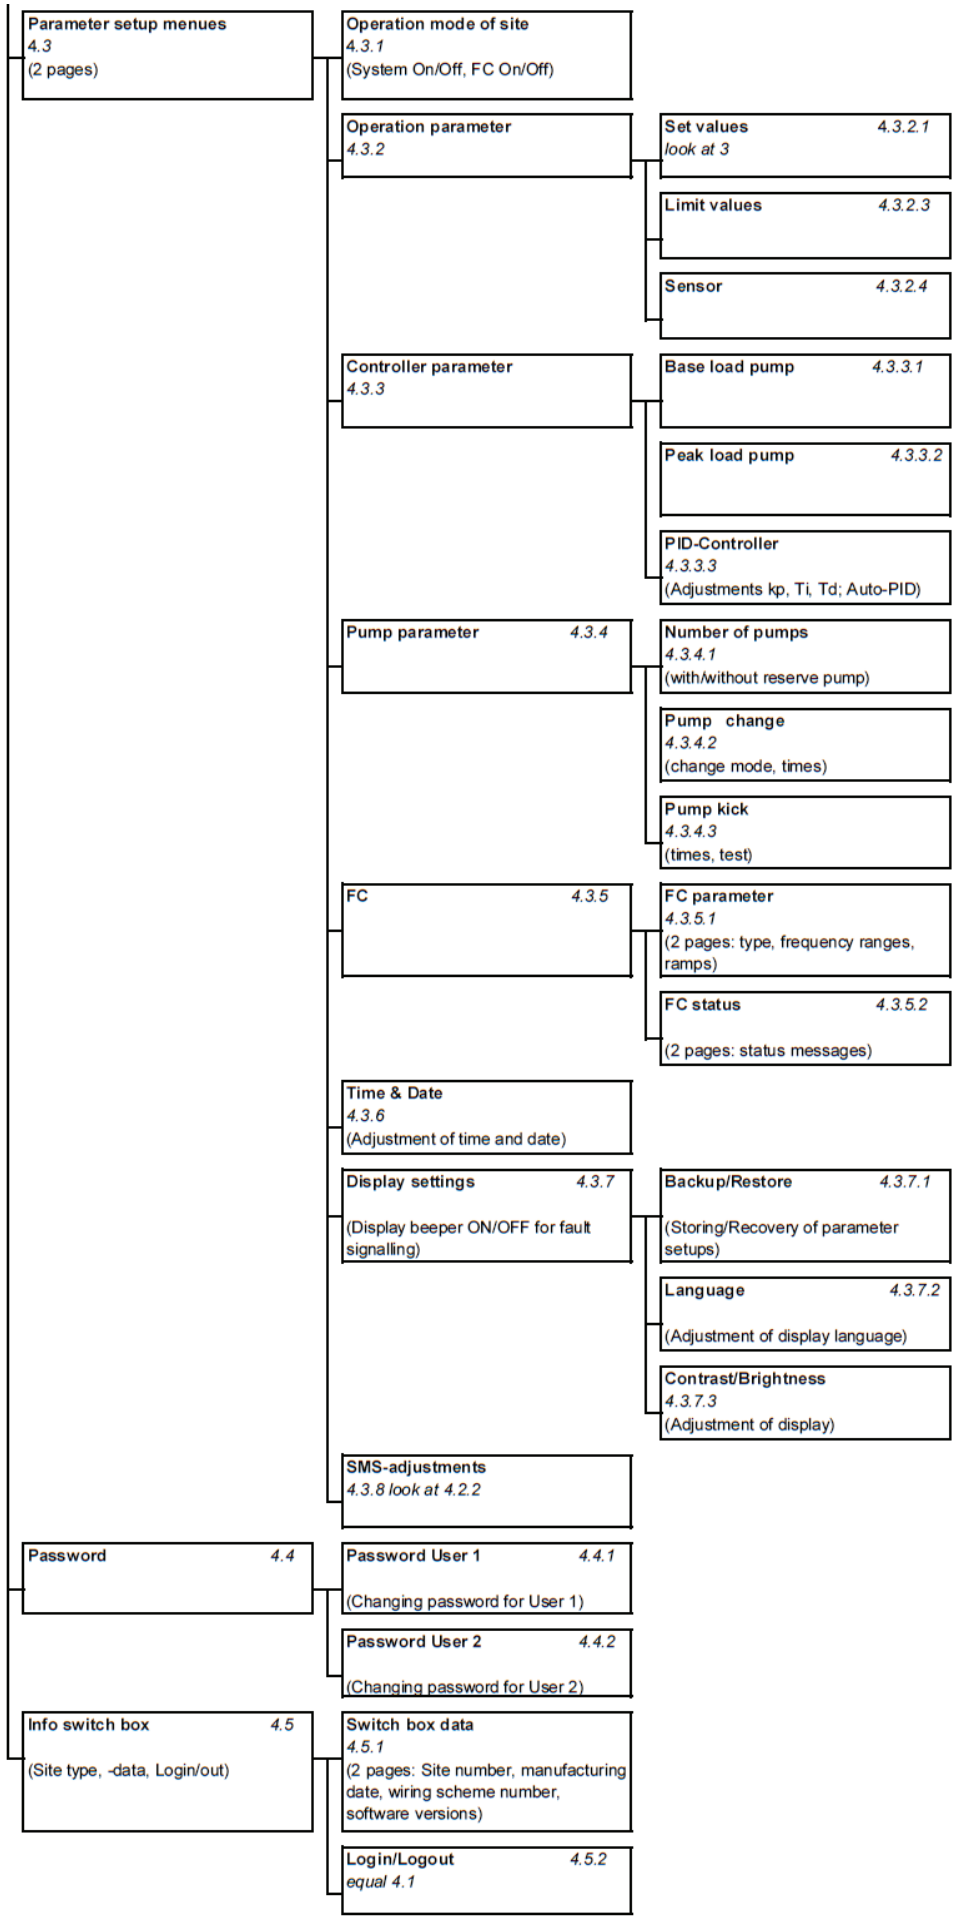 Parameter setup menues
4.3
(2 pages)
Operation mode of site
4.3.1
(System On/Off, FC On/Off)
Operation parameter
4.3.2
Set values 4.3.2.1
look at 3
Limit values 4.3.2.3
Sensor 4.3.2.4
Controller parameter
4.3.3
Base load pump 4.3.3.1
Peak load pump 4.3.3.2
PID-Controller
4.3.3.3
(Adjustments kp, Ti, Td; Auto-PID)
Pump parameter 4.3.4
Number of pumps
4.3.4.1
(with/without reserve pump)
Pump change
4.3.4.2
(change mode, times)
Pump kick
4.3.4.3
(times, test)
FC 4.3.5
FC parameter
4.3.5.1
(2 pages: type, frequency ranges,
ramps)
FC status 4.3.5.2
(2 pages: status messages)
Time & Date
4.3.6
(Adjustment of time and date)
Display settings 4.3.7
(Display beeper ON/OFF for fault
signalling)
Backup/Restore 4.3.7.1
(Storing/Recovery of parameter
setups)
Language 4.3.7.2
(Adjustment of display language)
Contrast/Brightness
4.3.7.3
(Adjustment of display)
SMS-adjustments
4.3.8 look at 4.2.2
Password 4.4
Password User 1 4.4.1
(Changing password for User 1)
Password User 2 4.4.2
(Changing password for User 2)
Info switch box 4.5
(Site type, -data, Login/out)
Switch box data
4.5.1
(2 pages: Site number, manufacturing
date, wiring scheme number,
software versions)
Login/Logout 4.5.2
equal 4.1